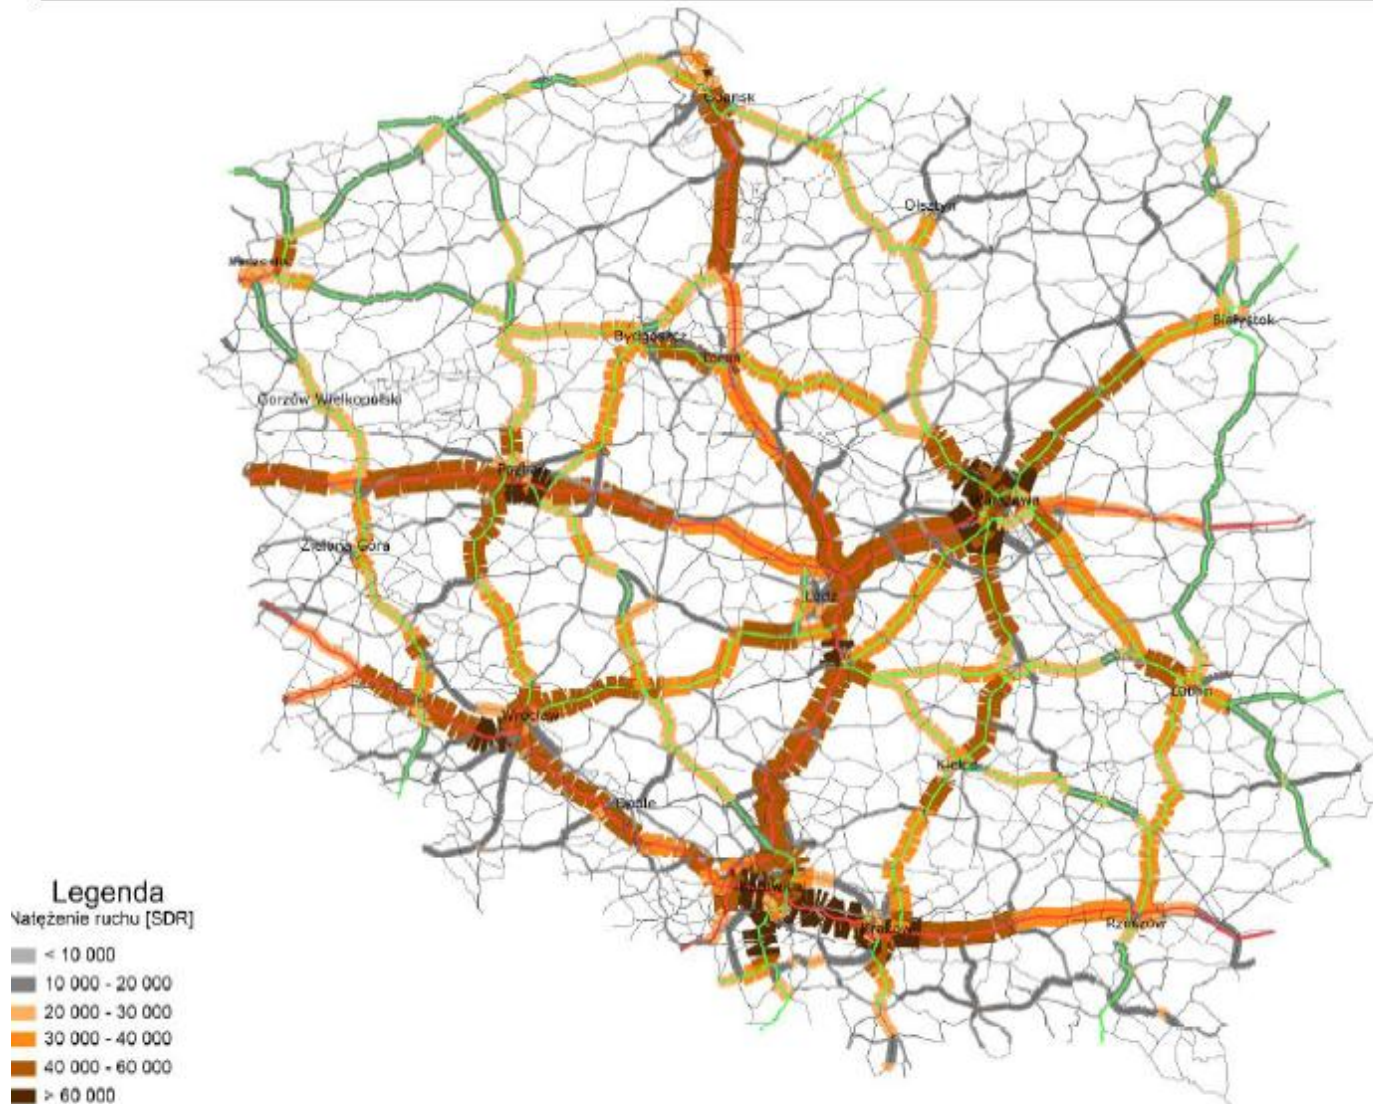 Gdańsk
Olsztyn
Białystok
Bydgoszcz
Toruń
Gorzów Wielkopolski
Poznań
Warszawa
Zielona Góra
Łódź
Lublin
Wrocław
Kielce
Opole
Katowice
Kraków
Rzeszów
Legenda
Natężenie ruchu [SDR]
< 10 000
10 000 - 20 000
20 000 - 30 000
30 000 - 40 000
40 000 - 60 000
> 60 000